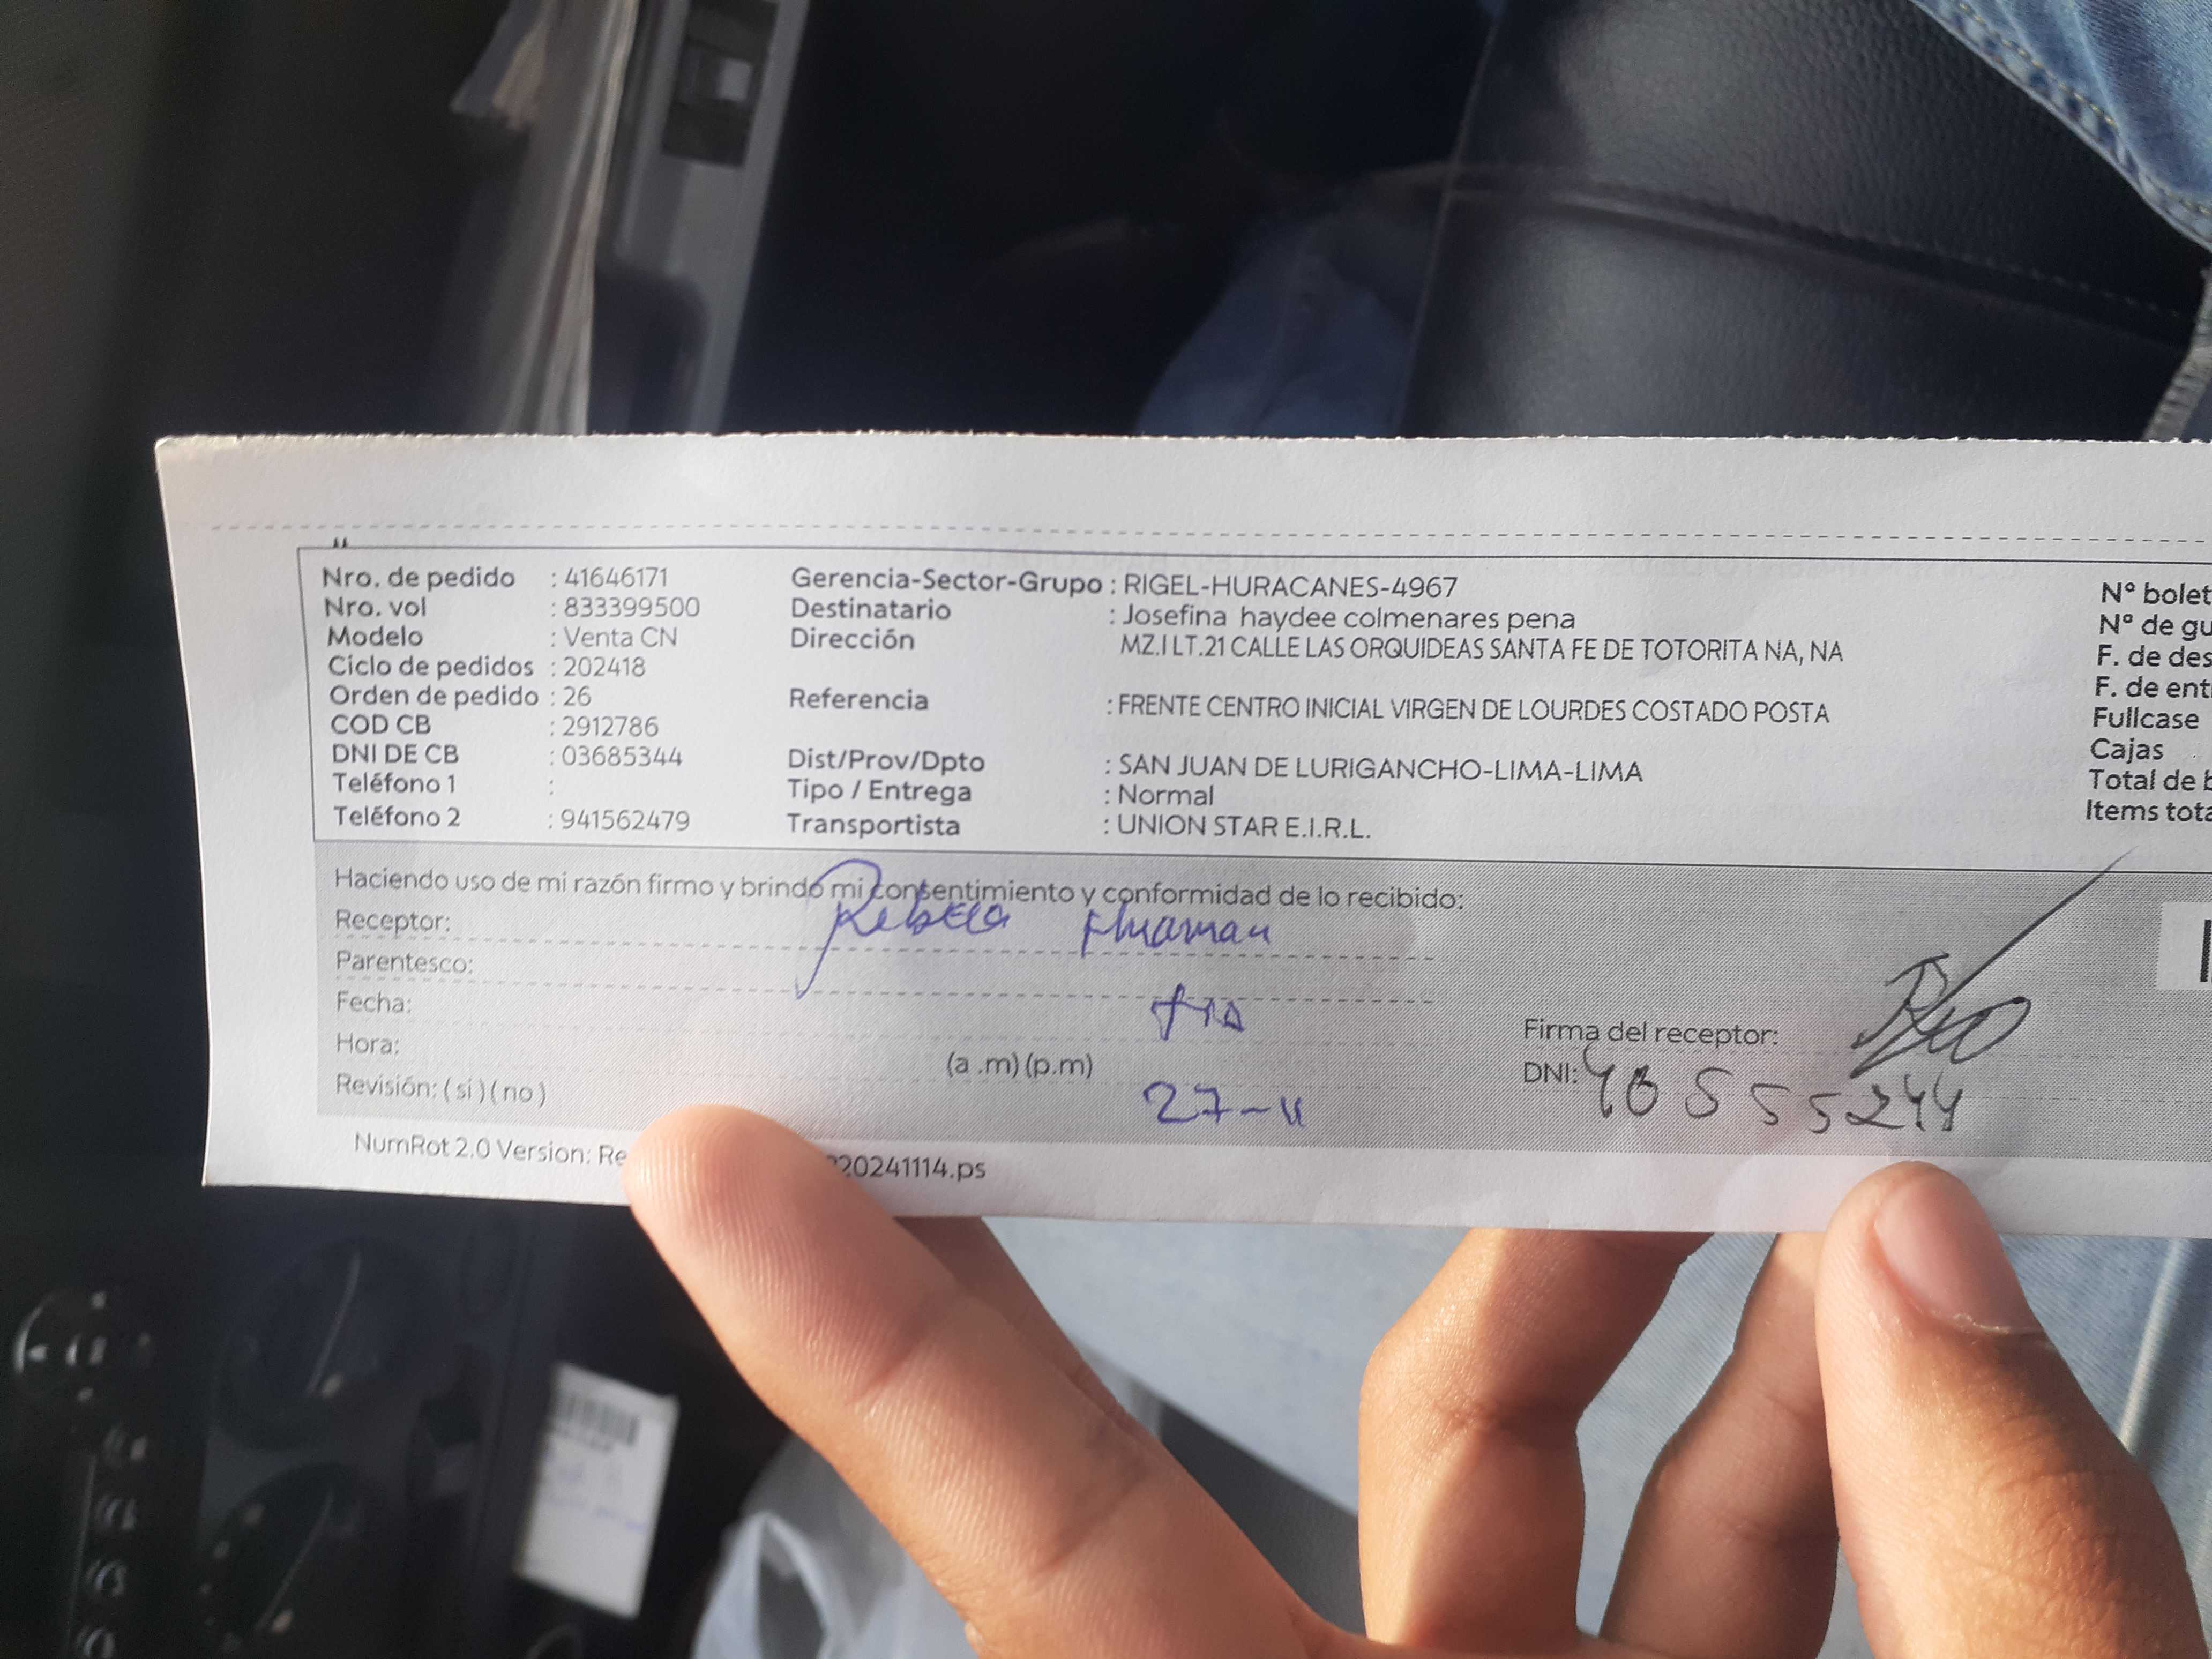 Nro. de pedido : 41646171 Gerencia-Sector-Grupo : RIGEL-HURACANES-4967 Nº bolet
Nro. vol : 833399500 Destinatario : Josefina haydee colmenares pena Nº de gu
Modelo : Venta CN Dirección MZ.I LT.21 CALLE LAS ORQUIDEAS SANTA FE DE TOTORITA NA, NA F. de des
Ciclo de pedidos : 202418 F. de ent
Orden de pedido : 26 Referencia : FRENTE CENTRO INICIAL VIRGEN DE LOURDES COSTADO POSTA Fullcase
COD CB : 2912786 Cajas
DNI DE CB : 03685344 Dist/Prov/Dpto : SAN JUAN DE LURIGANCHO-LIMA-LIMA Total de b
Teléfono 1 : Tipo / Entrega : Normal Items tota
Teléfono 2 : 941562479 Transportista : UNION STAR E.I.R.L.
Haciendo uso de mi razón firmo y brindo mi consentimiento y conformidad de lo recibido:
Receptor: Rebeca Huaman
Parentesco:
Fecha:
Hora: (a .m) (p.m)
Firma del receptor:
Revisión: ( sí ) ( no ) 27-11
DNI:
NumRot 2.0 Version: Re 20241114.ps